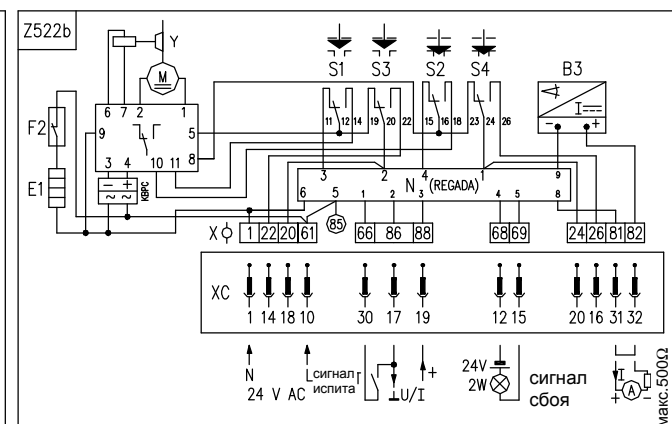 Z522b
Y
M
S1 S3 S2 S4 B3
6 7 2 1
I
- +
F2
9 5
11 12 14 19 20 22 15 16 18 23 24 26
8
3 4 10 11
E1
- +
~ ~
КВРС
3 2 4 1 9
N (REGADA)
6 5 1 2 3 4 5 8
85
X 1 22 20 61 66 86 88 68 69 24 26 81 82
XC
1 14 18 10 30 17 19 12 15 20 16 31 32
N L сигнал + 24V I
24 V AC испита U/I 2W сигнал + A -
сбоя
макс.500Ω